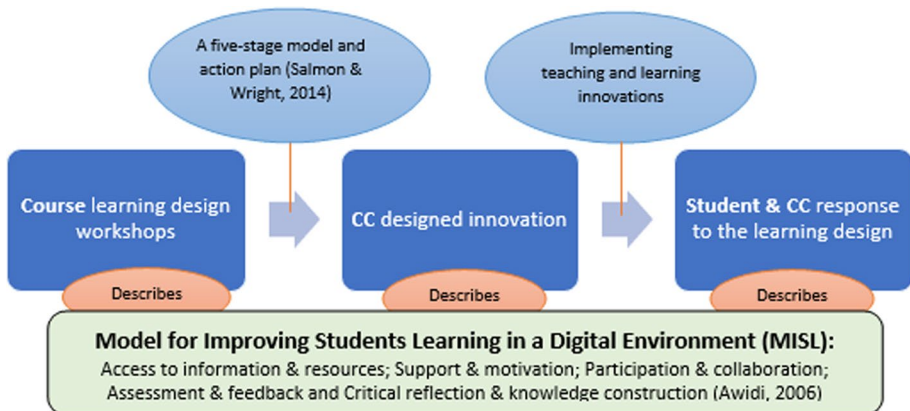 A five-stage model and
action plan (Salmon &
Wright, 2014)
Implementing
teaching and learning
innovations
Course learning design
workshops
CC designed innovation
Student & CC response
to the learning design
Describes
Describes
Describes
Model for Improving Students Learning in a Digital Environment (MISL):
Access to information & resources; Support & motivation; Participation & collaboration;
Assessment & feedback and Critical reflection & knowledge construction (Awidi, 2006)